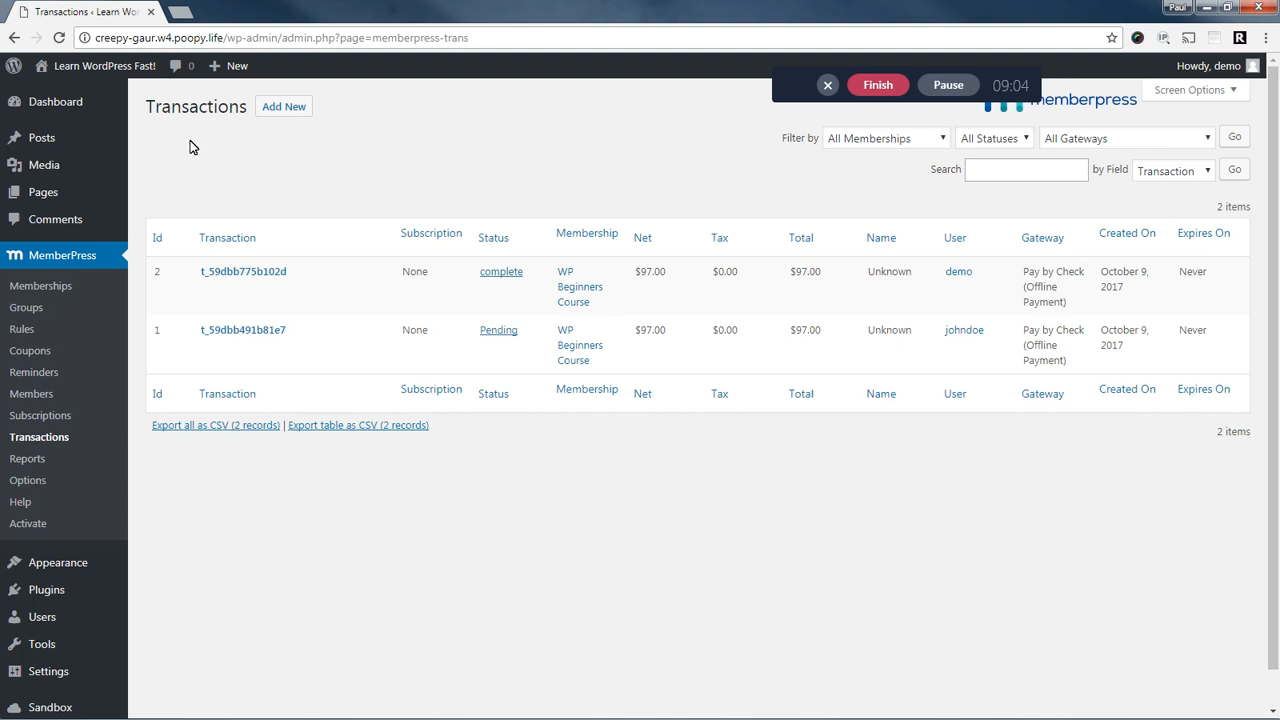 Transactions ‹ Learn Wor
Paul
creepy-gaur.w4.poopy.life/wp-admin/admin.php?page=memberpress-trans
Learn WordPress Fast!
0
New
Howdy, demo
Finish
Pause
09:04
memberpress
Screen Options
Dashboard
Posts
Media
Pages
Comments
MemberPress
Memberships
Groups
Rules
Coupons
Reminders
Members
Subscriptions
Transactions
Reports
Options
Help
Activate
Appearance
Plugins
Users
Tools
Settings
Sandbox
Transactions
Add New
Filter by All Memberships All Statuses All Gateways Go
Search by Field Transaction Go
2 items
Id Transaction Subscription Status Membership Net Tax Total Name User Gateway Created On Expires On
2 t_59dbb775b102d None complete WP $97.00 $0.00 $97.00 Unknown demo Pay by Check October 9, Never
Beginners (Offline 2017
Course Payment)
1 t_59dbb491b81e7 None Pending WP $97.00 $0.00 $97.00 Unknown johndoe Pay by Check October 9, Never
Beginners (Offline 2017
Course Payment)
Id Transaction Subscription Status Membership Net Tax Total Name User Gateway Created On Expires On
Export all as CSV (2 records) | Export table as CSV (2 records)
2 items